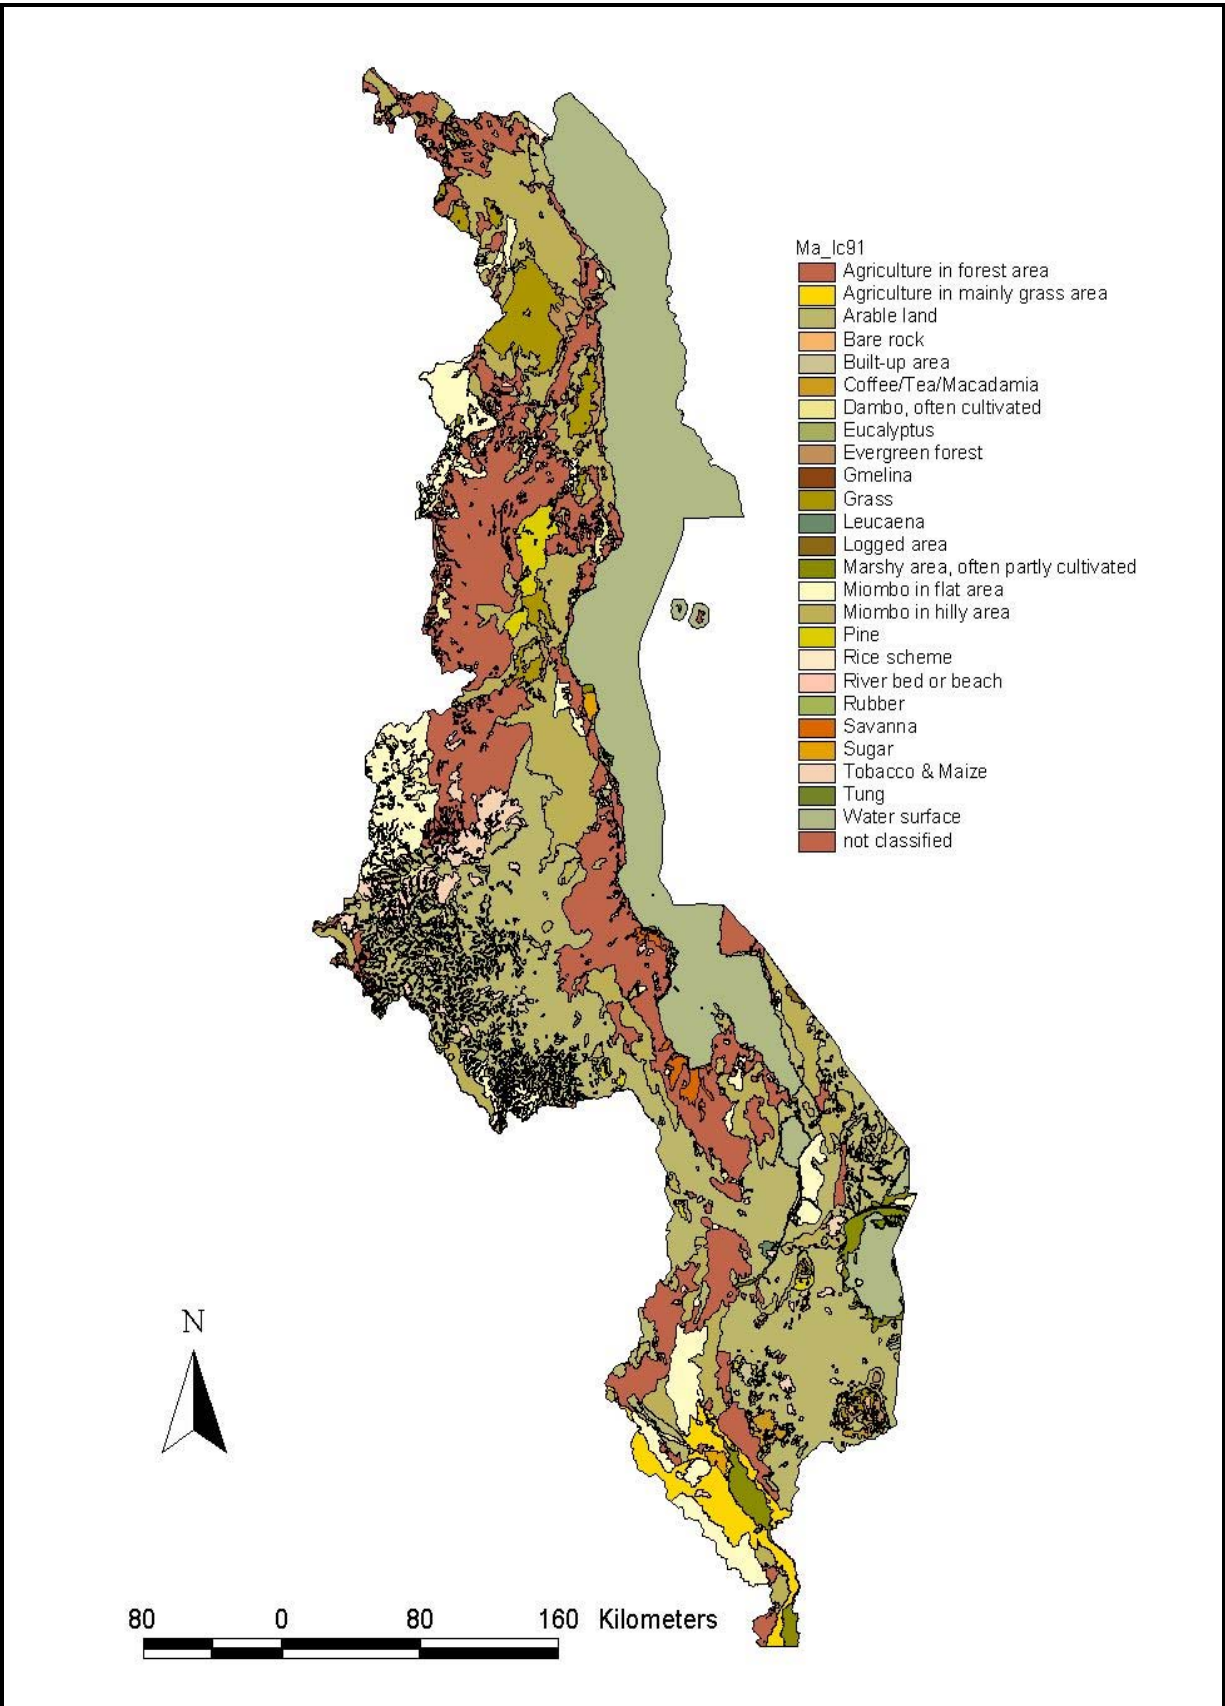 Ma_lc91
Agriculture in forest area
Agriculture in mainly grass area
Arable land
Bare rock
Built-up area
Coffee/Tea/Macadamia
Dambo, often cultivated
Eucalyptus
Evergreen forest
Gmelina
Grass
Leucaena
Logged area
Marshy area, often partly cultivated
Miombo in flat area
Miombo in hilly area
Pine
Rice scheme
River bed or beach
Rubber
Savanna
Sugar
Tobacco & Maize
Tung
Water surface
not classified
N
80 0 80 160 Kilometers